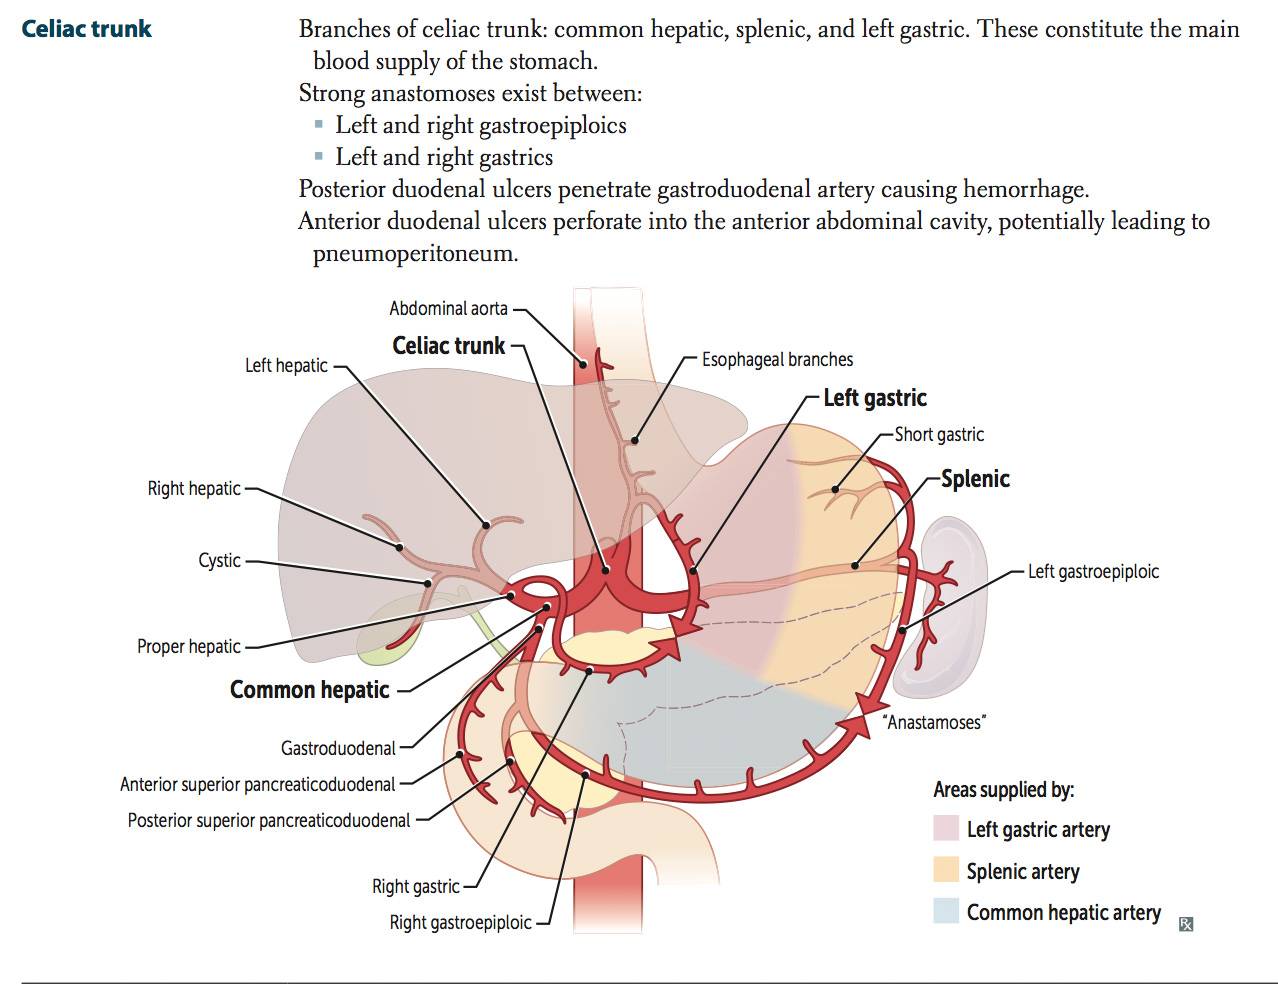 Celiac trunk
Branches of celiac trunk: common hepatic, splenic, and left gastric. These constitute the main
blood supply of the stomach.
Strong anastomoses exist between:
Left and right gastroepiploics
Left and right gastrics
Posterior duodenal ulcers penetrate gastroduodenal artery causing hemorrhage.
Anterior duodenal ulcers perforate into the anterior abdominal cavity, potentially leading to
pneumoperitoneum.
Abdominal aorta
Celiac trunk
Left hepatic
Esophageal branches
Left gastric
Short gastric
Splenic
Right hepatic
Cystic
Left gastroepiploic
Proper hepatic
Common hepatic
"Anastamoses"
Gastroduodenal
Anterior superior pancreaticoduodenal
Posterior superior pancreaticoduodenal
Right gastric
Right gastroepiploic
Areas supplied by:
Left gastric artery
Splenic artery
Common hepatic artery
℞